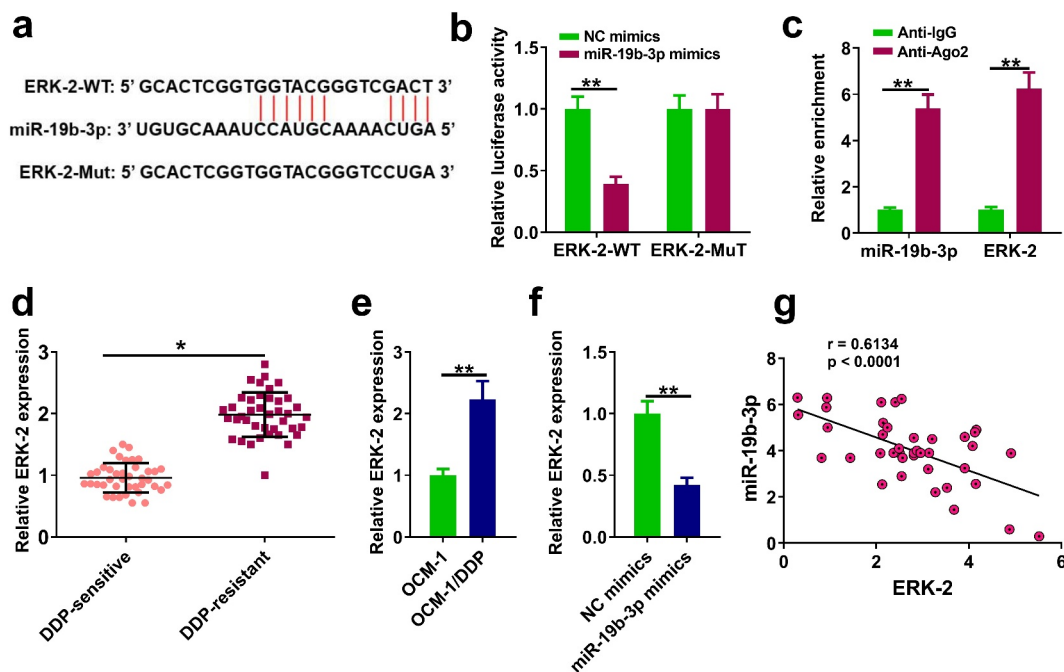 a
ERK-2-WT: 5’ GCACTCGGTGGTACGGGTCGACT 3’
miR-19b-3p: 3’ UGUGCAAAUCCAUGCAAAACUGA 5’
ERK-2-Mut: 5’ GCACTCGGTGGTACGGGTCCUGA 3’
b
NC mimics
miR-19b-3p mimics
Relative luciferase activity
1.5
1.0
0.5
0.0
**
ERK-2-WT
ERK-2-MuT
c
Anti-IgG
Anti-Ago2
Relative enrichment
8
6
4
2
0
**
**
miR-19b-3p
ERK-2
d
Relative ERK-2 expression
3
2
1
0
*
DDP-sensitive
DDP-resistant
e
Relative ERK-2 expression
3
2
1
0
**
OCM-1
OCM-1/DDP
f
Relative ERK-2 expression
1.5
1.0
0.5
0.0
**
NC mimics
miR-19b-3p mimics
g
r = 0.6134
p < 0.0001
miR-19b-3p
8
6
4
2
0
0
2
4
6
ERK-2